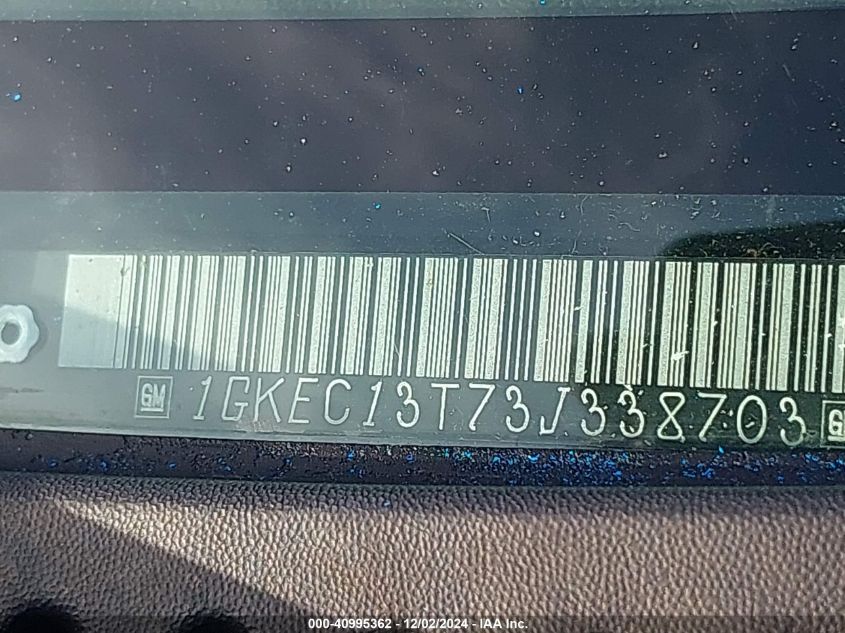 GM 1GKEC13T73J338703 G
000-40995362 - 12/02/2024 - IAA Inc.